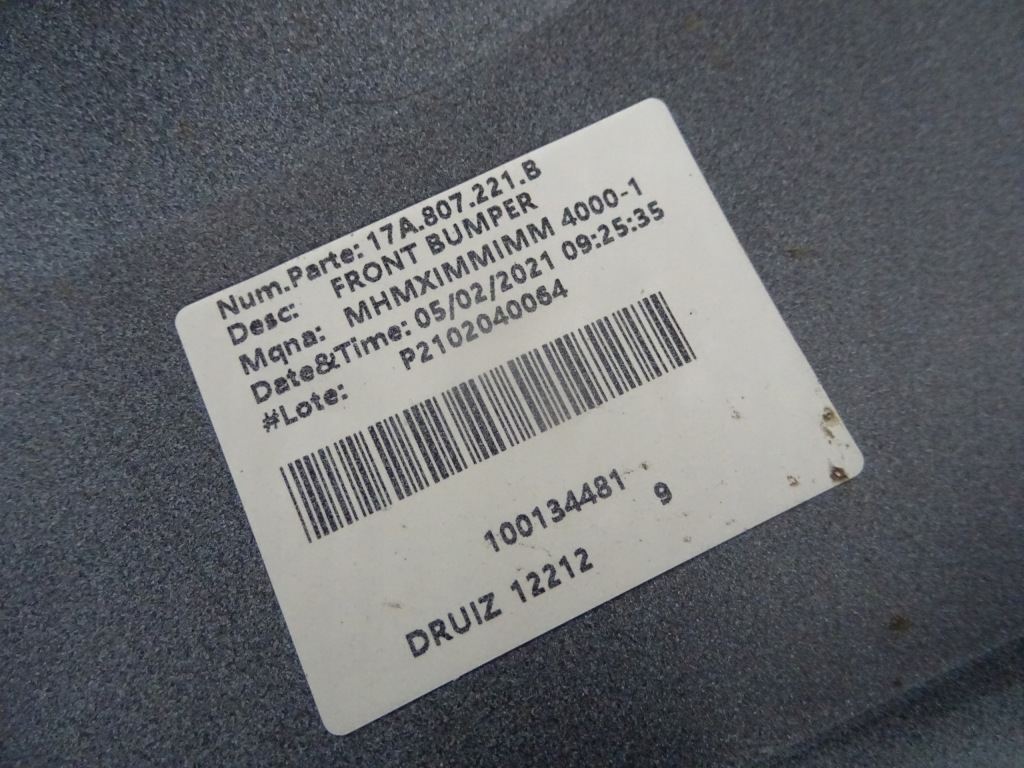 Num.Parte: 17A.807.221.B
Desc: FRONT BUMPER
Mqna: MHMXIMMIMM 4000-1
Date&Time: 05/02/2021 09:25:35
#Lote: P2102040064
100134481 9
DRUIZ 12212